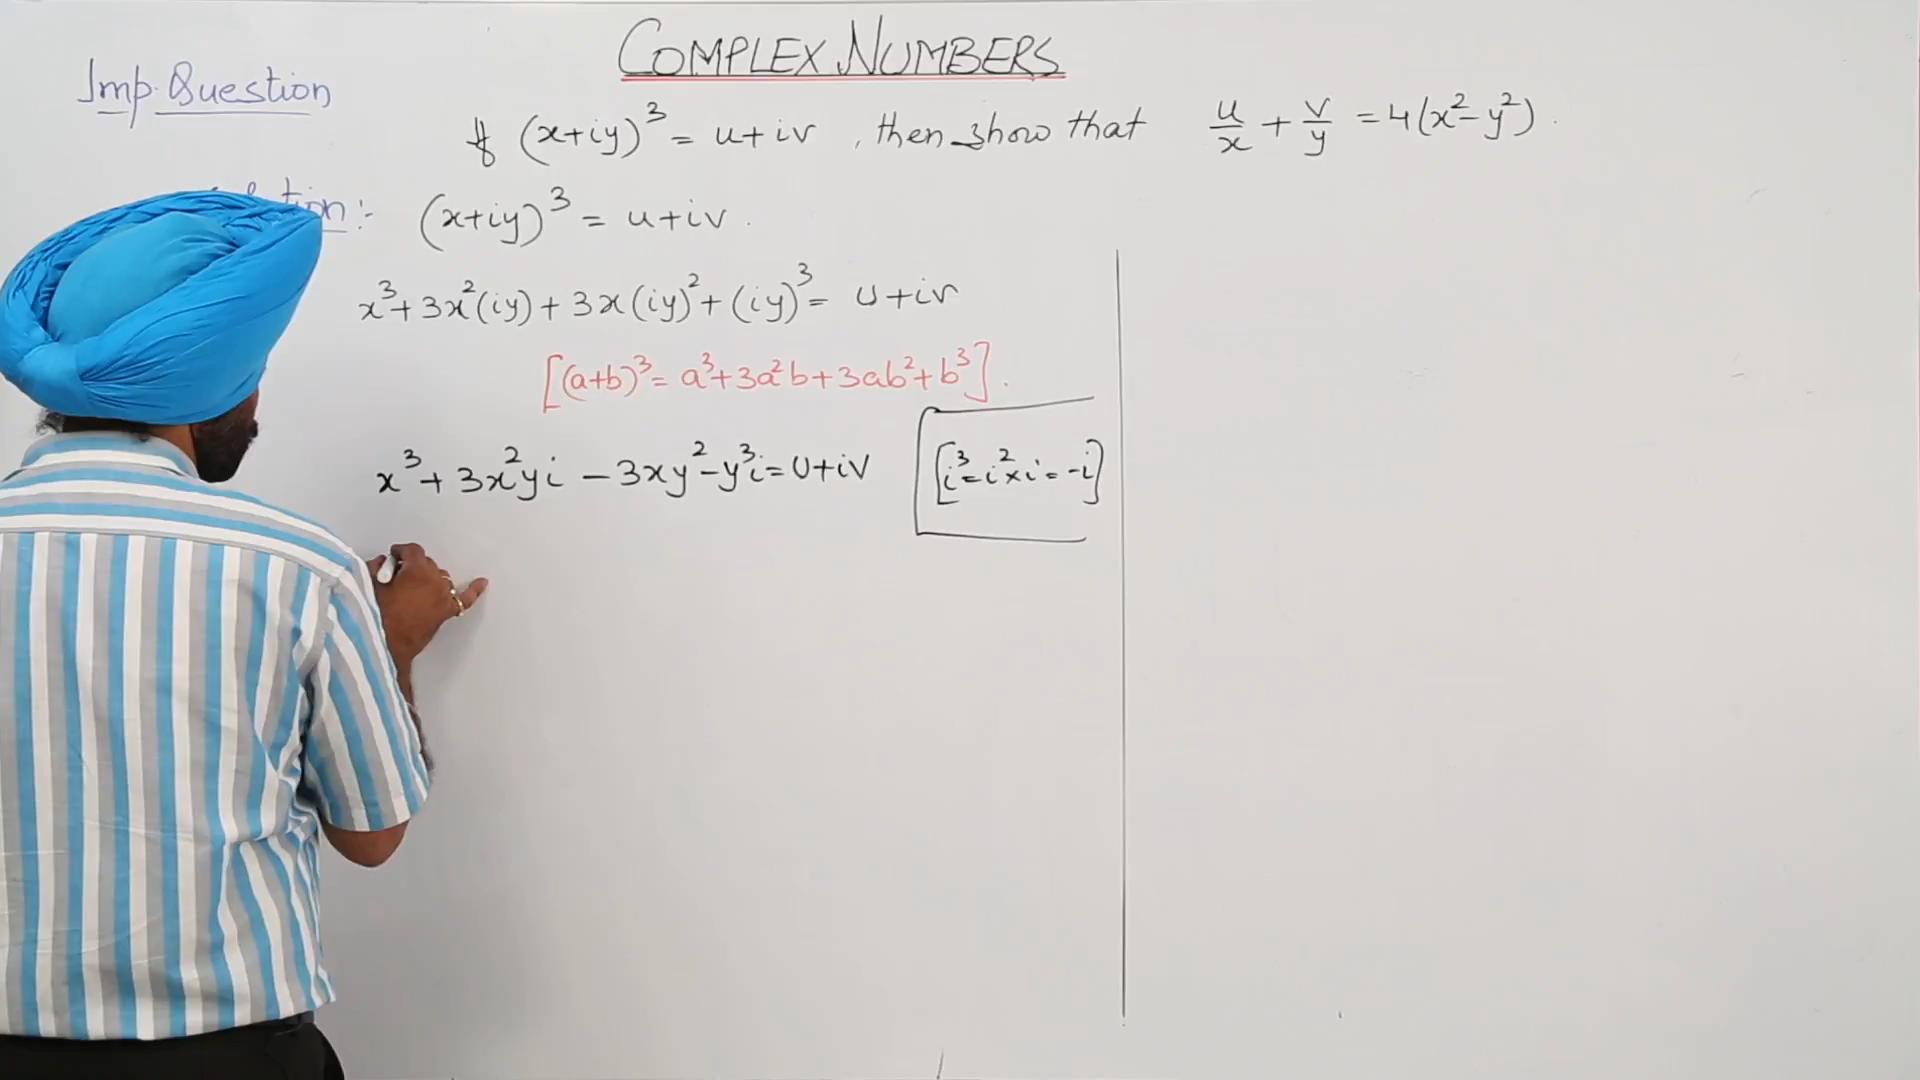 COMPLEX NUMBERS
Imp. Question
If (x+iy)³ = u+iv , then show that u/x + v/y = 4(x²-y²).
(x+iy)³ = u+iv.
x³+3x²(iy)+3x(iy)²+(iy)³= u+iv
[(a+b)³= a³+3a²b+3ab²+b³].
x³+3x²yi -3xy²-y³i=u+iv [i³=i²×i=-i]